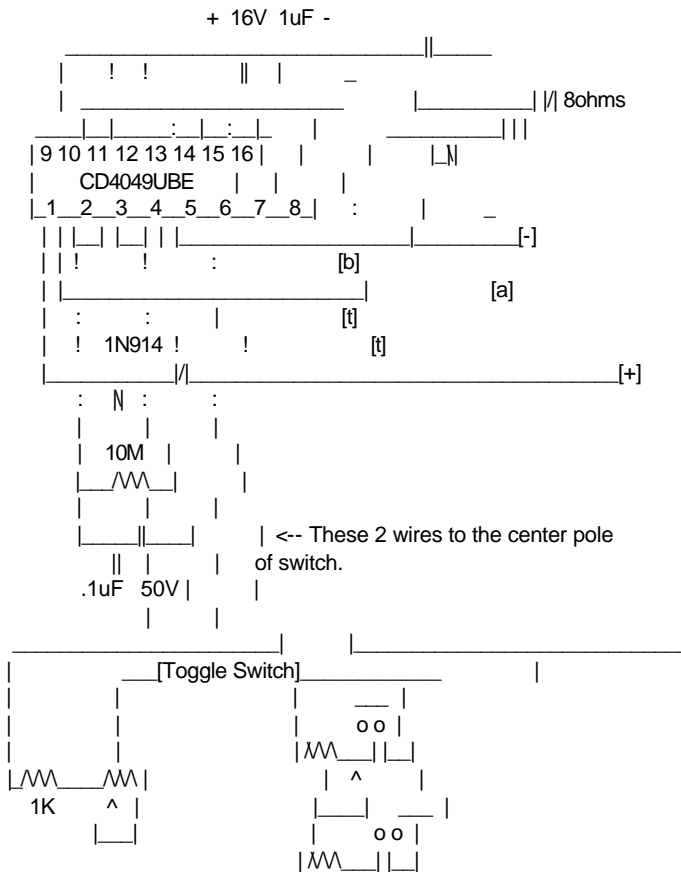 + 16V 1uF -
8ohms
9 10 11 12 13 14 15 16
CD4049UBE
1 2 3 4 5 6 7 8
[-]
[b]
[a]
[t]
1N914
[t]
[+]
10M
<-- These 2 wires to the center pole
of switch.
.1uF 50V
[Toggle Switch]
o o
1K
o o